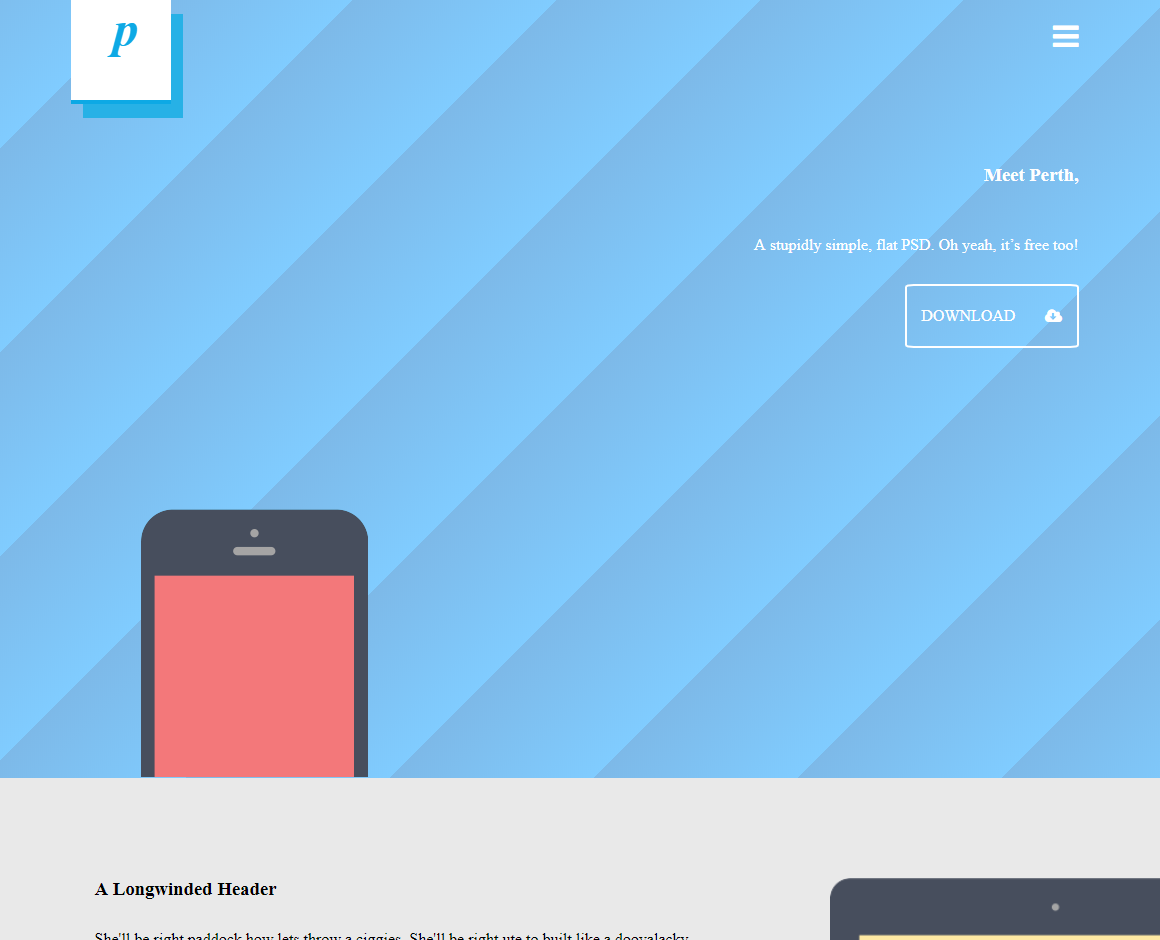 p
Meet Perth,
A stupidly simple, flat PSD. Oh yeah, it’s free too!
DOWNLOAD
A Longwinded Header
She'll be right paddock how lets throw a ciggies. She'll be right ute to built like a doovalacky